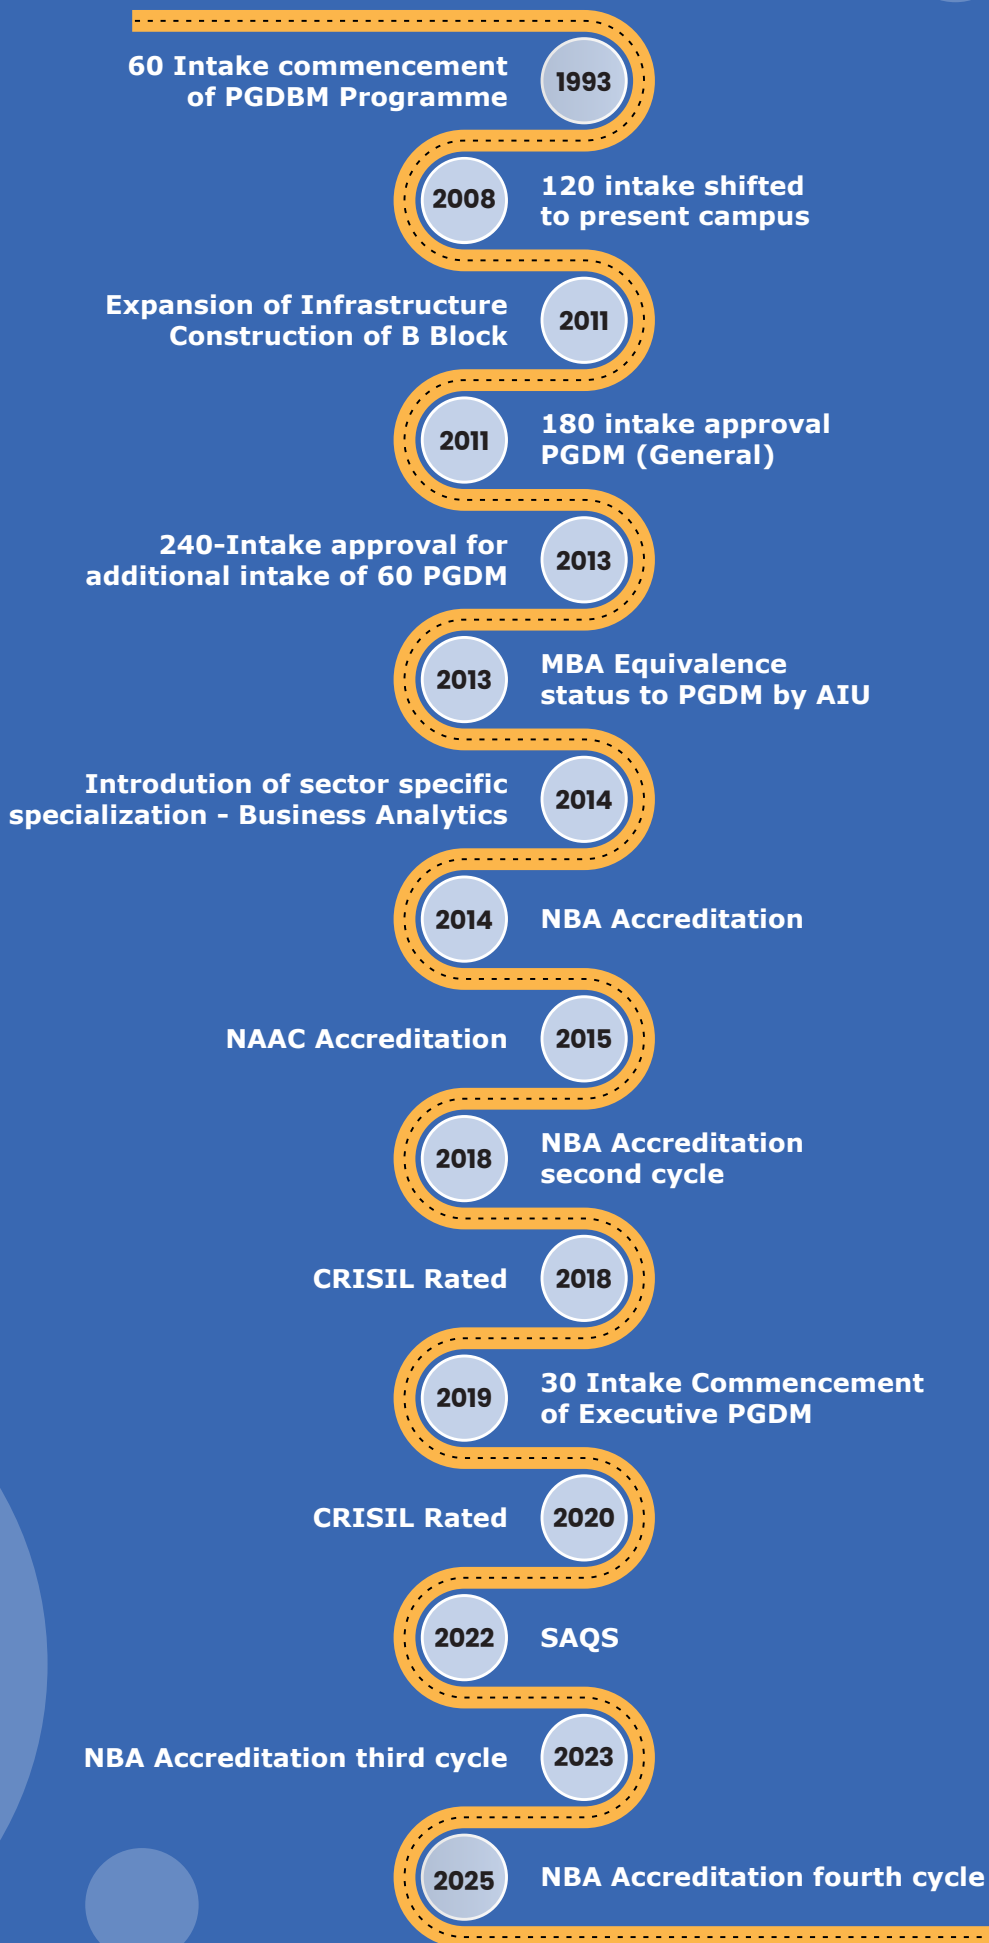 60 Intake commencement
of PGDBM Programme
1993
2008
120 intake shifted
to present campus
Expansion of Infrastructure
Construction of B Block
2011
2011
180 intake approval
PGDM (General)
240-Intake approval for
additional intake of 60 PGDM
2013
2013
MBA Equivalence
status to PGDM by AIU
Introdution of sector specific
specialization - Business Analytics
2014
2014
NBA Accreditation
NAAC Accreditation
2015
2018
NBA Accreditation
second cycle
CRISIL Rated
2018
2019
30 Intake Commencement
of Executive PGDM
CRISIL Rated
2020
2022
SAQS
NBA Accreditation third cycle
2023
2025
NBA Accreditation fourth cycle